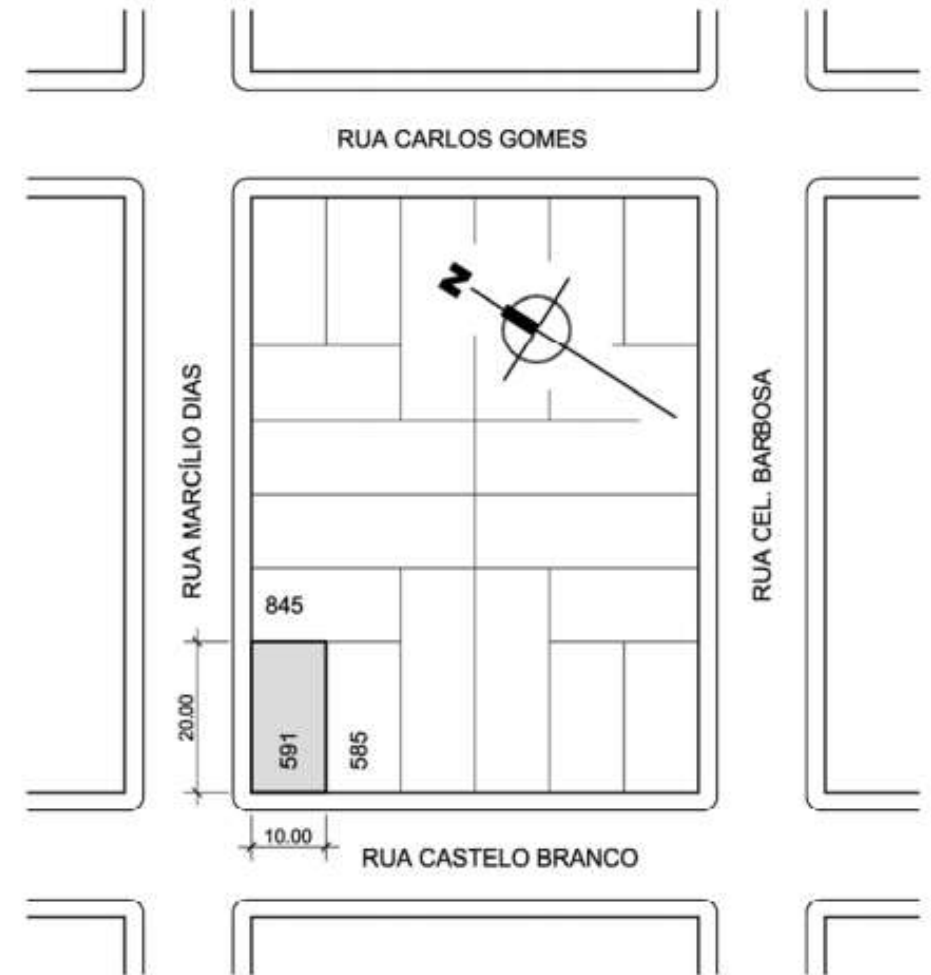 RUA CARLOS GOMES
N
RUA MARCÍLIO DIAS
RUA CEL. BARBOSA
845
20.00
591
585
10.00
RUA CASTELO BRANCO